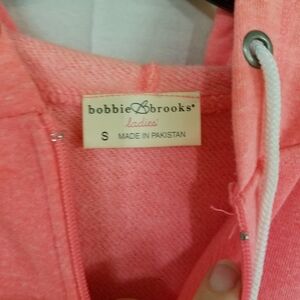 bobbie brooks®
ladies'
S MADE IN PAKISTAN